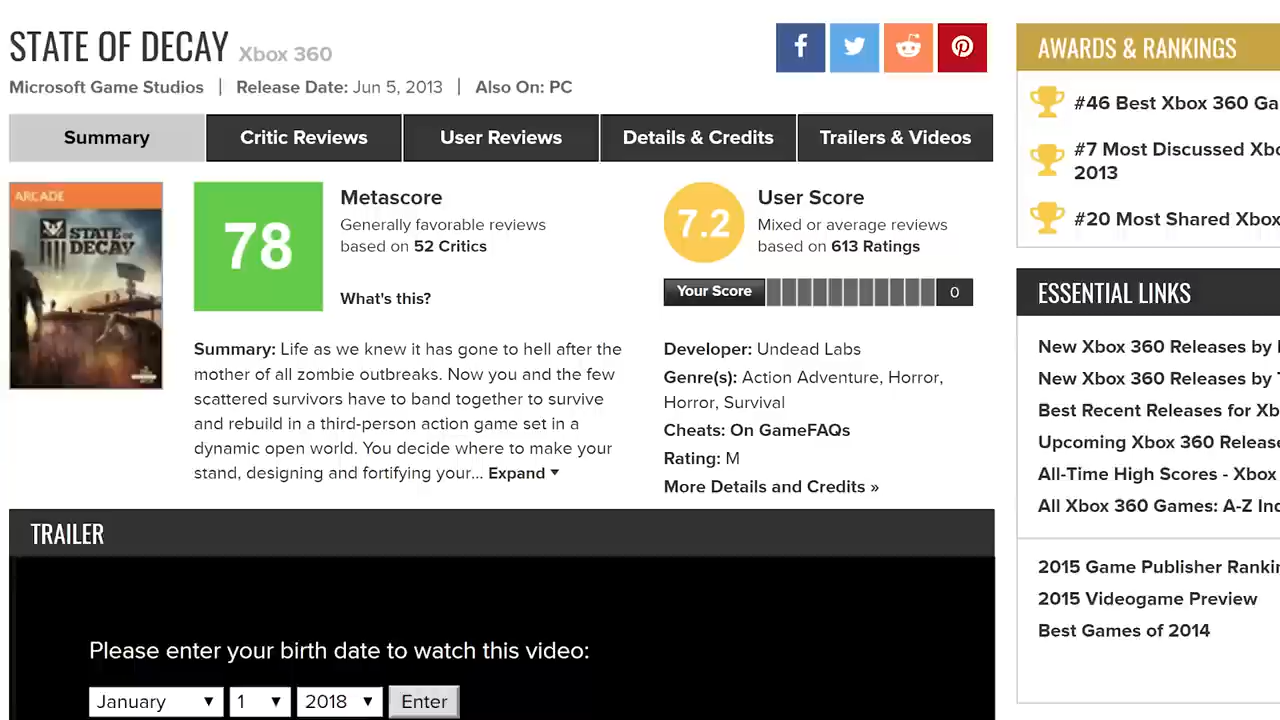 STATE OF DECAY Xbox 360
Microsoft Game Studios | Release Date: Jun 5, 2013 | Also On: PC
Summary
Critic Reviews
User Reviews
Details & Credits
Trailers & Videos
ARCADE
STATE OF
DECAY
78
Metascore
Generally favorable reviews
based on 52 Critics
What's this?
7.2
User Score
Mixed or average reviews
based on 613 Ratings
Your Score
0
Summary: Life as we knew it has gone to hell after the
mother of all zombie outbreaks. Now you and the few
scattered survivors have to band together to survive
and rebuild in a third-person action game set in a
dynamic open world. You decide where to make your
stand, designing and fortifying your... Expand
Developer: Undead Labs
Genre(s): Action Adventure, Horror,
Horror, Survival
Cheats: On GameFAQs
Rating: M
More Details and Credits »
TRAILER
Please enter your birth date to watch this video:
January
1
2018
Enter
AWARDS & RANKINGS
#46 Best Xbox 360 Ga
#7 Most Discussed Xbo
2013
#20 Most Shared Xbox
ESSENTIAL LINKS
New Xbox 360 Releases by
New Xbox 360 Releases by
Best Recent Releases for Xb
Upcoming Xbox 360 Release
All-Time High Scores - Xbox
All Xbox 360 Games: A-Z Ind
2015 Game Publisher Rankin
2015 Videogame Preview
Best Games of 2014